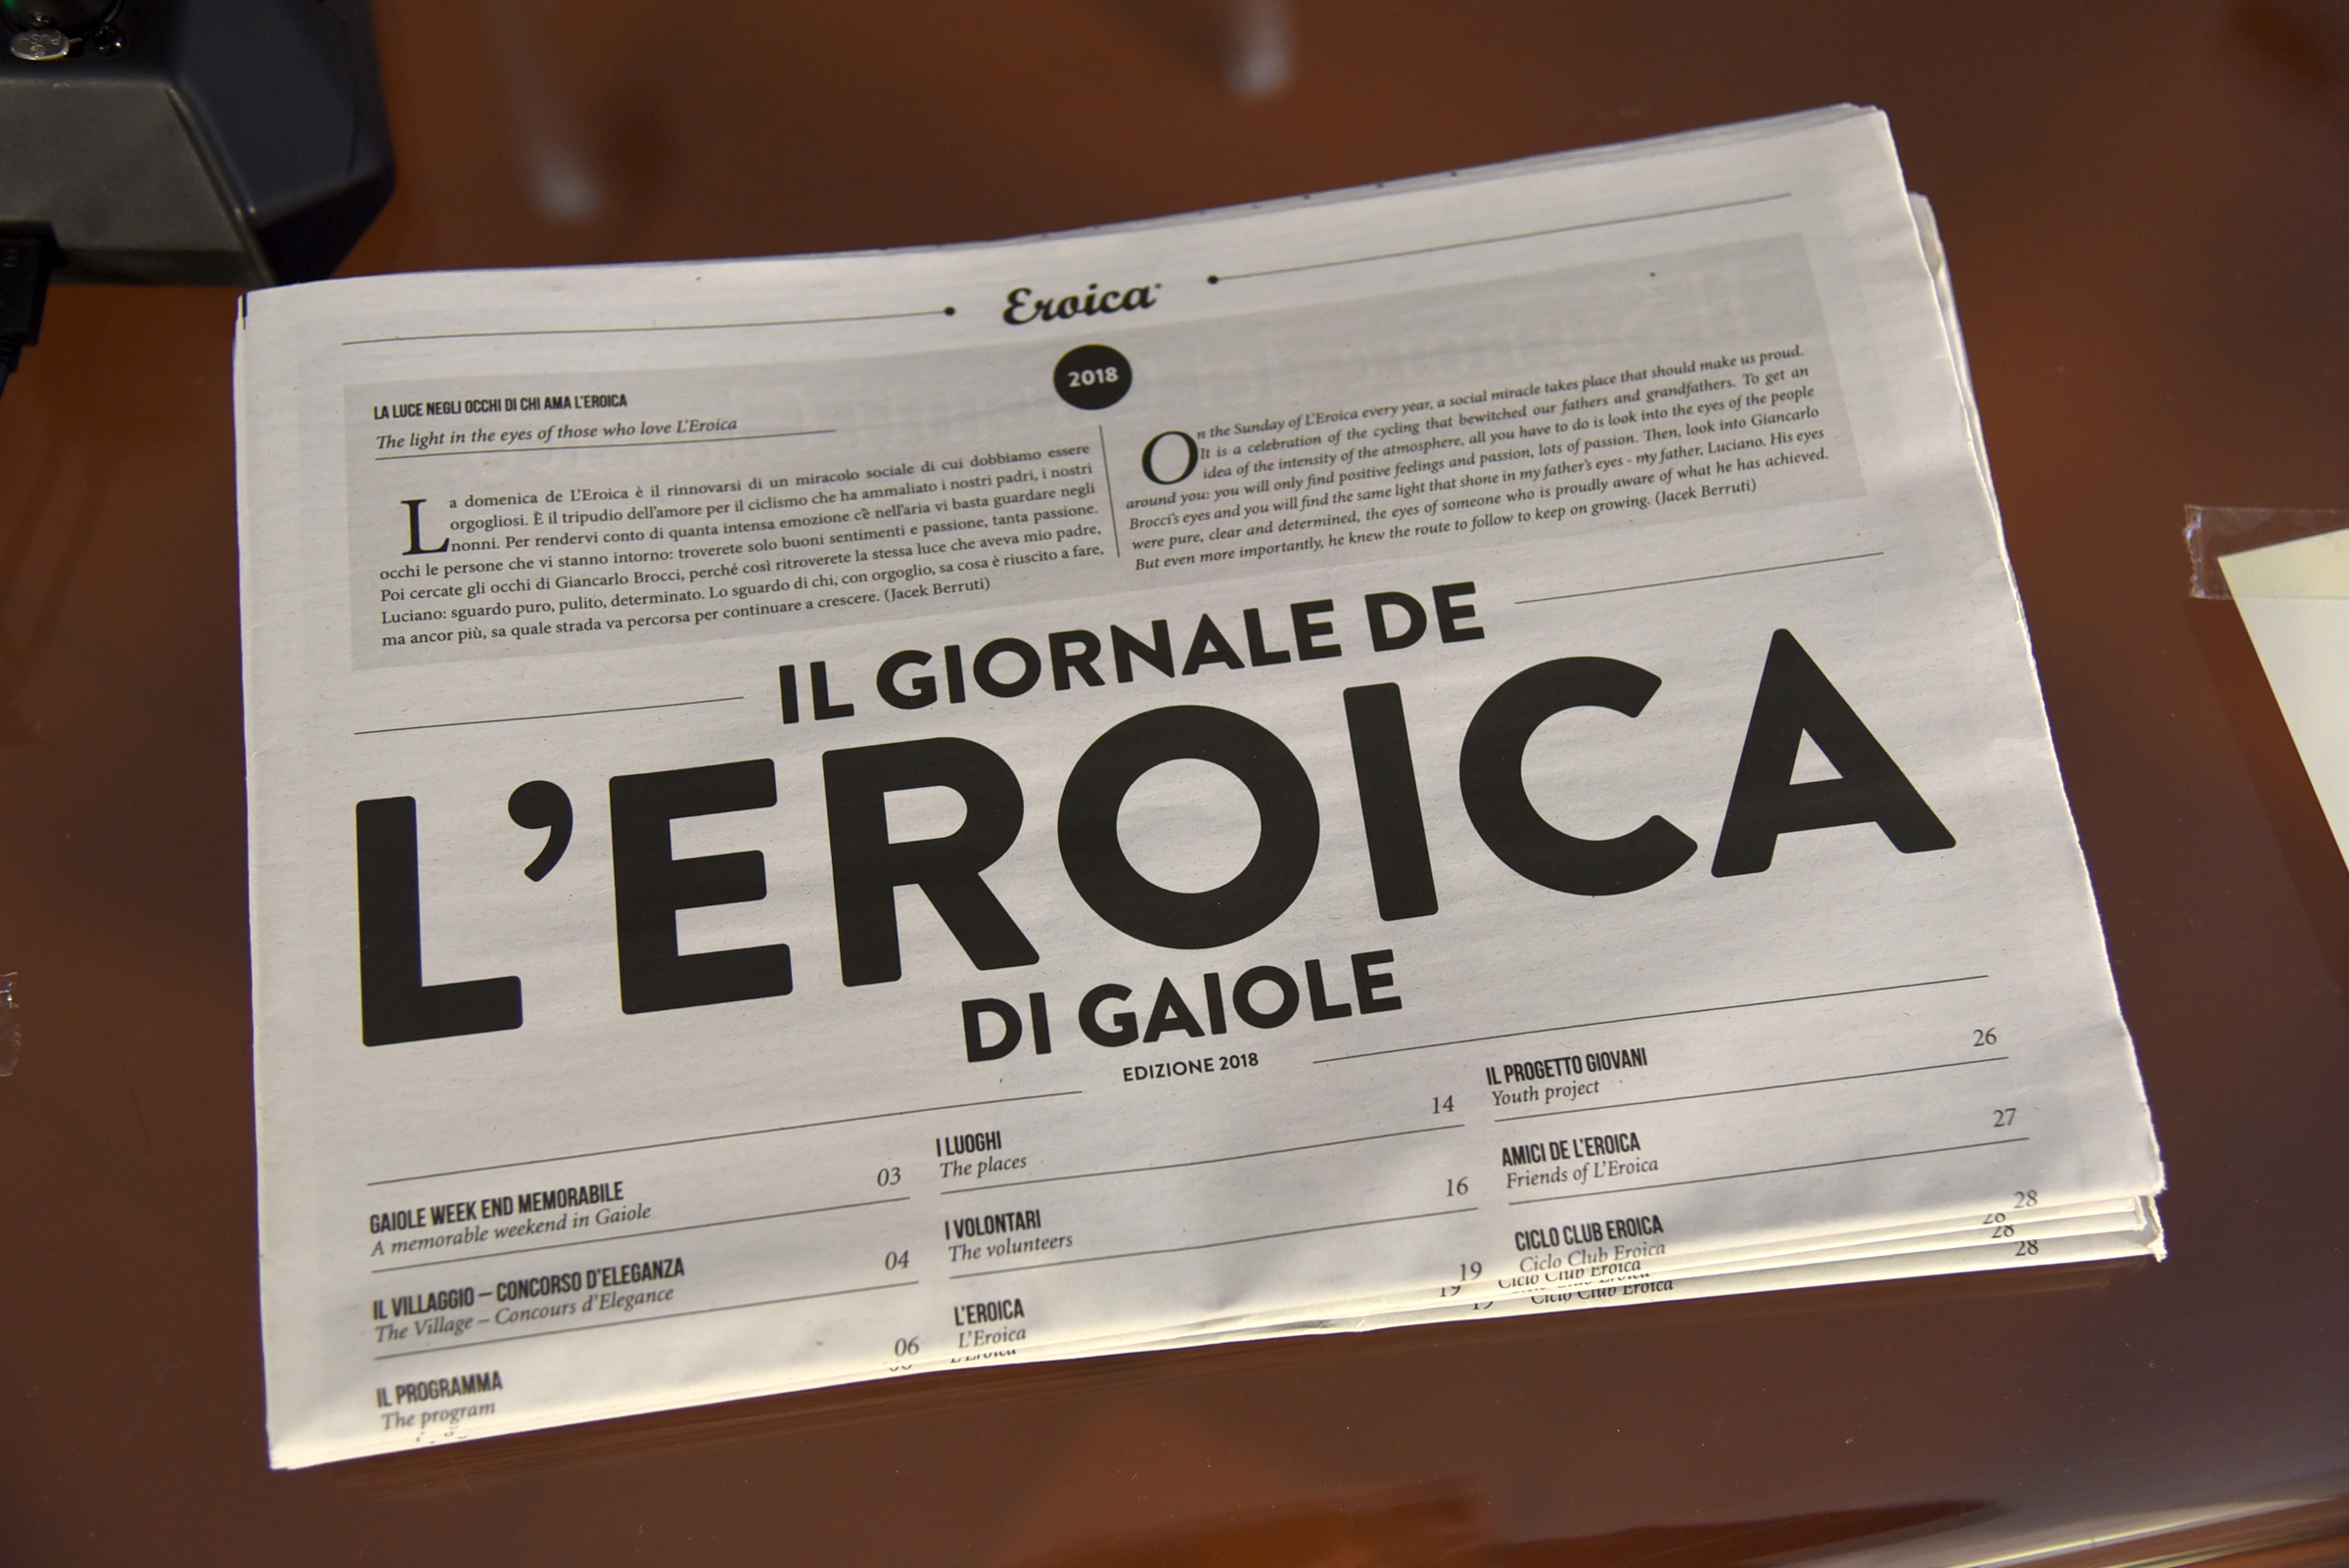 Eroica
2018
LA LUCE NEGLI OCCHI DI CHI AMA L'EROICA
The light in the eyes of those who love L'Eroica
La domenica de L'Eroica è il rinnovarsi di un miracolo sociale di cui dobbiamo essere
orgogliosi. È il tripudio dell'amore per il ciclismo che ha ammaliato i nostri padri, i nostri
nonni. Per rendervi conto di quanta intensa emozione c'è nell'aria vi basta guardare negli
occhi le persone che vi stanno intorno: troverete solo buoni sentimenti e passione, tanta passione.
Poi cercate gli occhi di Giancarlo Brocci, perché così ritroverete la stessa luce che aveva mio padre,
Luciano: sguardo puro, pulito, determinato. Lo sguardo di chi, con orgoglio, sa cosa è riuscito a fare,
ma ancor più, sa quale strada va percorsa per continuare a crescere. (Jacek Berruti)
On the Sunday of L'Eroica every year, a social miracle takes place that should make us proud.
It is a celebration of the cycling that bewitched our fathers and grandfathers. To get an
idea of the intensity of the atmosphere, all you have to do is look into the eyes of the people
around you: you will only find positive feelings and passion, lots of passion. Then, look into Giancarlo
Brocci's eyes and you will find the same light that shone in my father's eyes - my father, Luciano. His eyes
were pure, clear and determined, the eyes of someone who is proudly aware of what he has achieved.
But even more importantly, he knew the route to follow to keep on growing. (Jacek Berruti)
IL GIORNALE DE
L'EROICA
DI GAIOLE
EDIZIONE 2018
GAIOLE WEEK END MEMORABILE 03
A memorable weekend in Gaiole
IL VILLAGGIO – CONCORSO D'ELEGANZA 04
The Village – Concours d'Elegance
IL PROGRAMMA 06
The program
I LUOGHI 14
The places
I VOLONTARI 16
The volunteers
L'EROICA 19
L'Eroica
IL PROGETTO GIOVANI 26
Youth project
AMICI DE L'EROICA 27
Friends of L'Eroica
CICLO CLUB EROICA 28
Ciclo Club Eroica
Ciclo Club Eroica 28
Ciclo Club Eroica 28